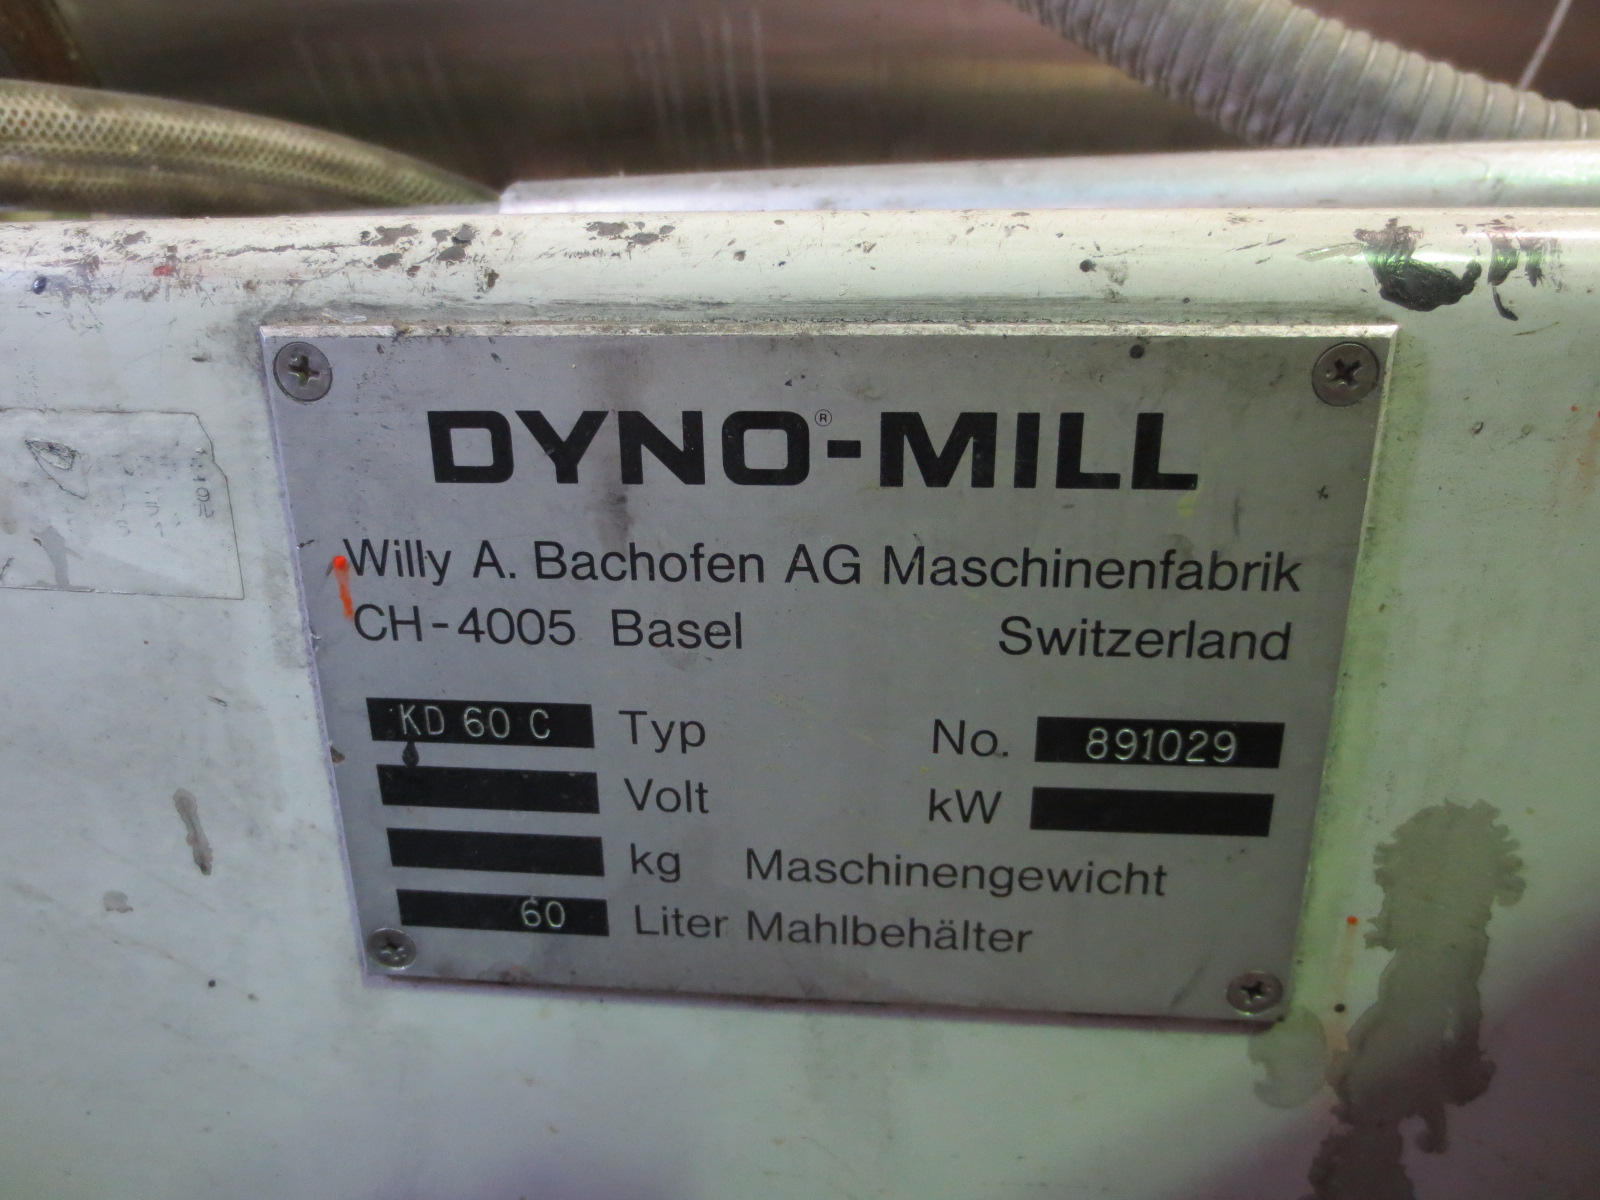 DYNO®-MILL
Willy A. Bachofen AG Maschinenfabrik
CH-4005 Basel Switzerland
KD 60 C Typ No. 891029
Volt kW
kg Maschinengewicht
60 Liter Mahlbehälter